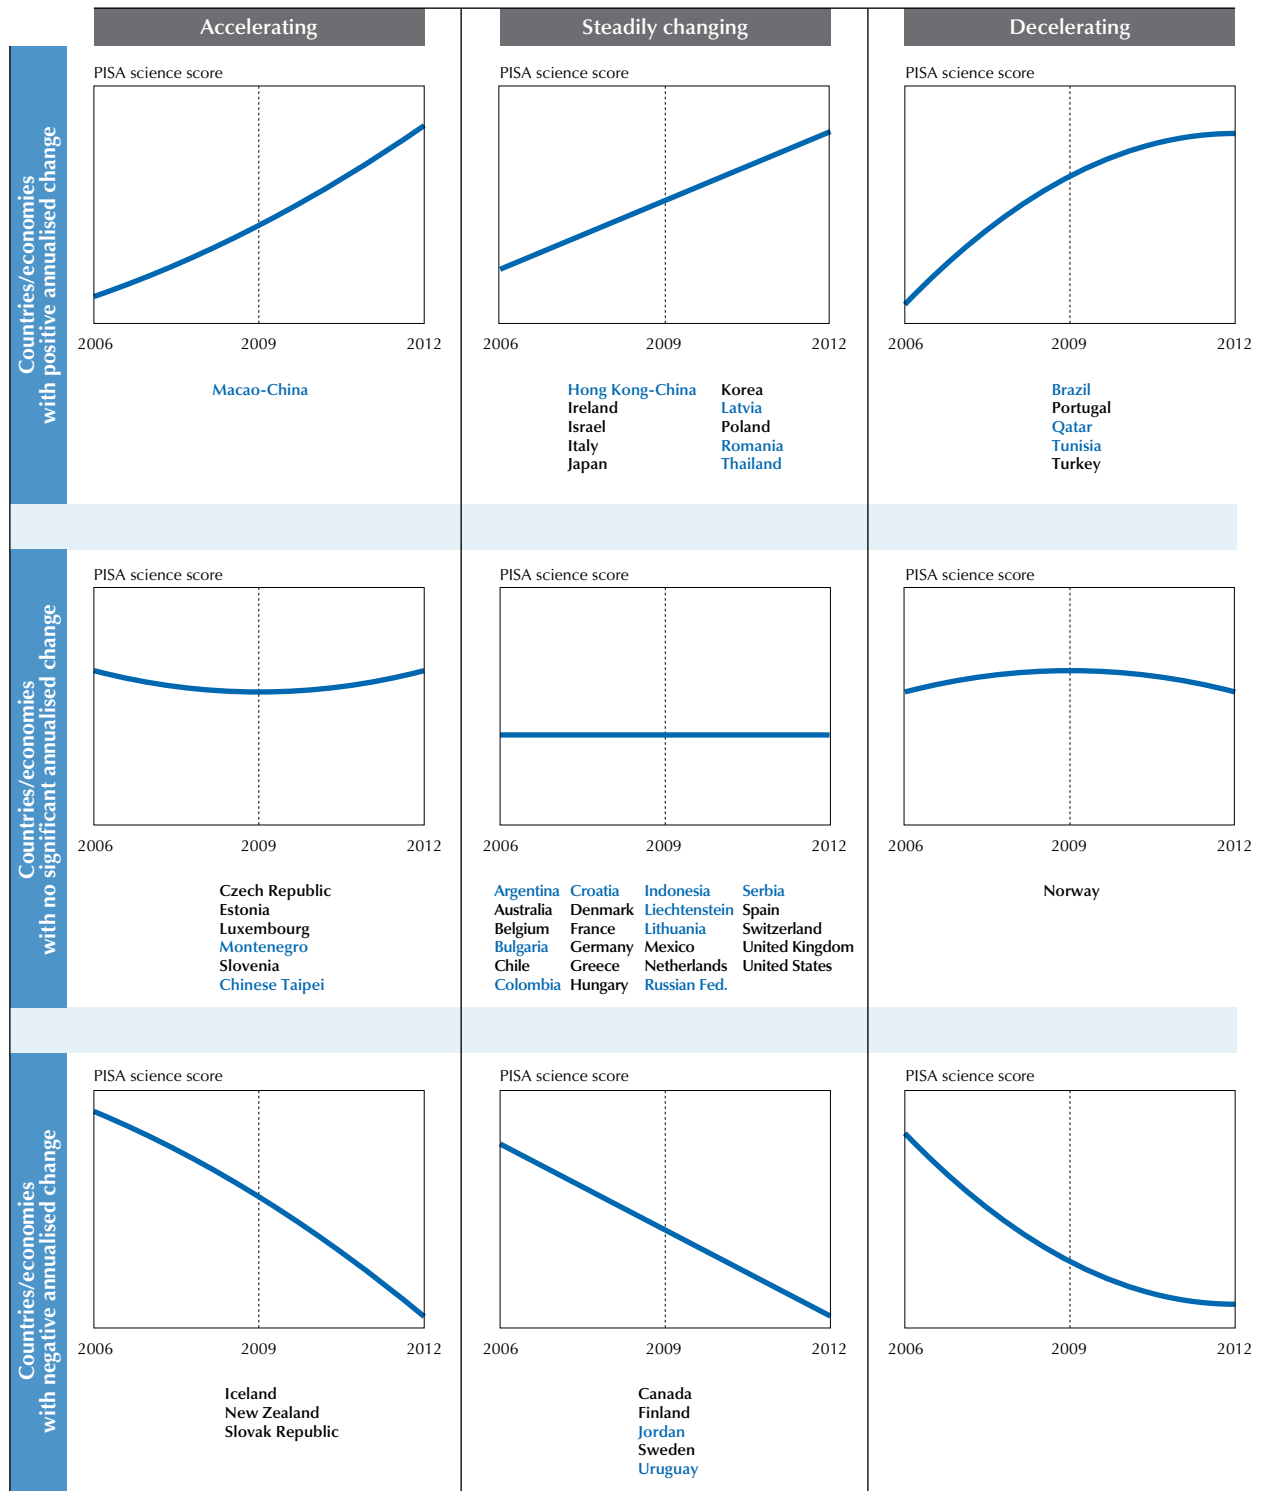 Accelerating
Steadily changing
Decelerating
Countries/economies
with positive annualised change
PISA science score
2006 2009 2012
Macao-China
PISA science score
2006 2009 2012
Hong Kong-China Korea
Ireland Latvia
Israel Poland
Italy Romania
Japan Thailand
PISA science score
2006 2009 2012
Brazil
Portugal
Qatar
Tunisia
Turkey
Countries/economies
with no significant annualised change
PISA science score
2006 2009 2012
Czech Republic
Estonia
Luxembourg
Montenegro
Slovenia
Chinese Taipei
PISA science score
2006 2009 2012
Argentina Croatia Indonesia Serbia
Australia Denmark Liechtenstein Spain
Belgium France Lithuania Switzerland
Bulgaria Germany Mexico United Kingdom
Chile Greece Netherlands United States
Colombia Hungary Russian Fed.
PISA science score
2006 2009 2012
Norway
Countries/economies
with negative annualised change
PISA science score
2006 2009 2012
Iceland
New Zealand
Slovak Republic
PISA science score
2006 2009 2012
Canada
Finland
Jordan
Sweden
Uruguay
PISA science score
2006 2009 2012